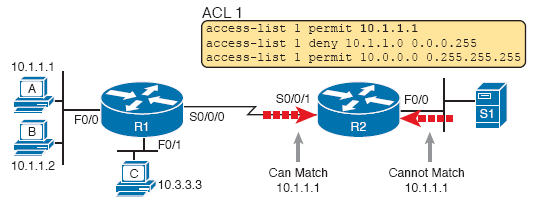 ACL 1
access-list 1 permit 10.1.1.1
access-list 1 deny 10.1.1.0 0.0.0.255
access-list 1 permit 10.0.0.0 0.255.255.255
10.1.1.1
A
F0/0
B
10.1.1.2
R1
S0/0/0
F0/1
C
10.3.3.3
S0/0/1
R2
F0/0
S1
Can Match
10.1.1.1
Cannot Match
10.1.1.1